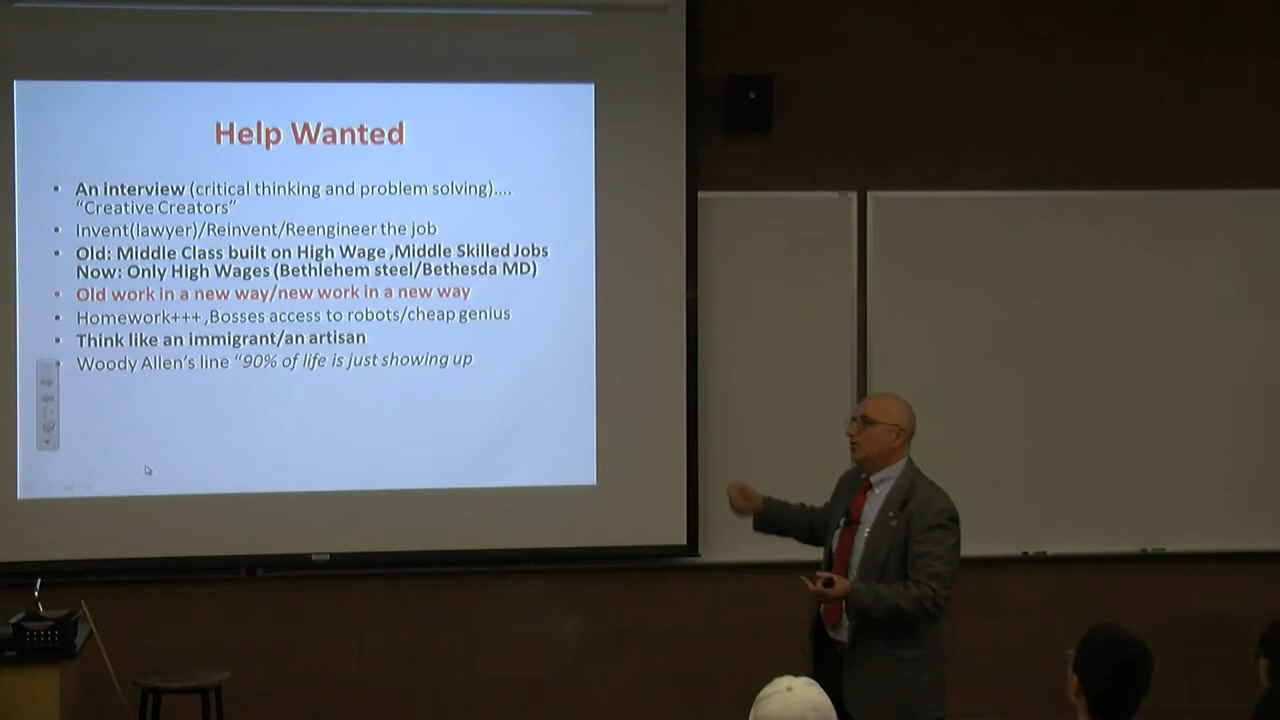 Help Wanted
• An interview (critical thinking and problem solving)....
“Creative Creators”
• Invent(lawyer)/Reinvent/Reengineer the job
• Old: Middle Class built on High Wage ,Middle Skilled Jobs
Now: Only High Wages (Bethlehem steel/Bethesda MD)
• Old work in a new way/new work in a new way
• Homework+++ ,Bosses access to robots/cheap genius
• Think like an immigrant/an artisan
• Woody Allen’s line “90% of life is just showing up